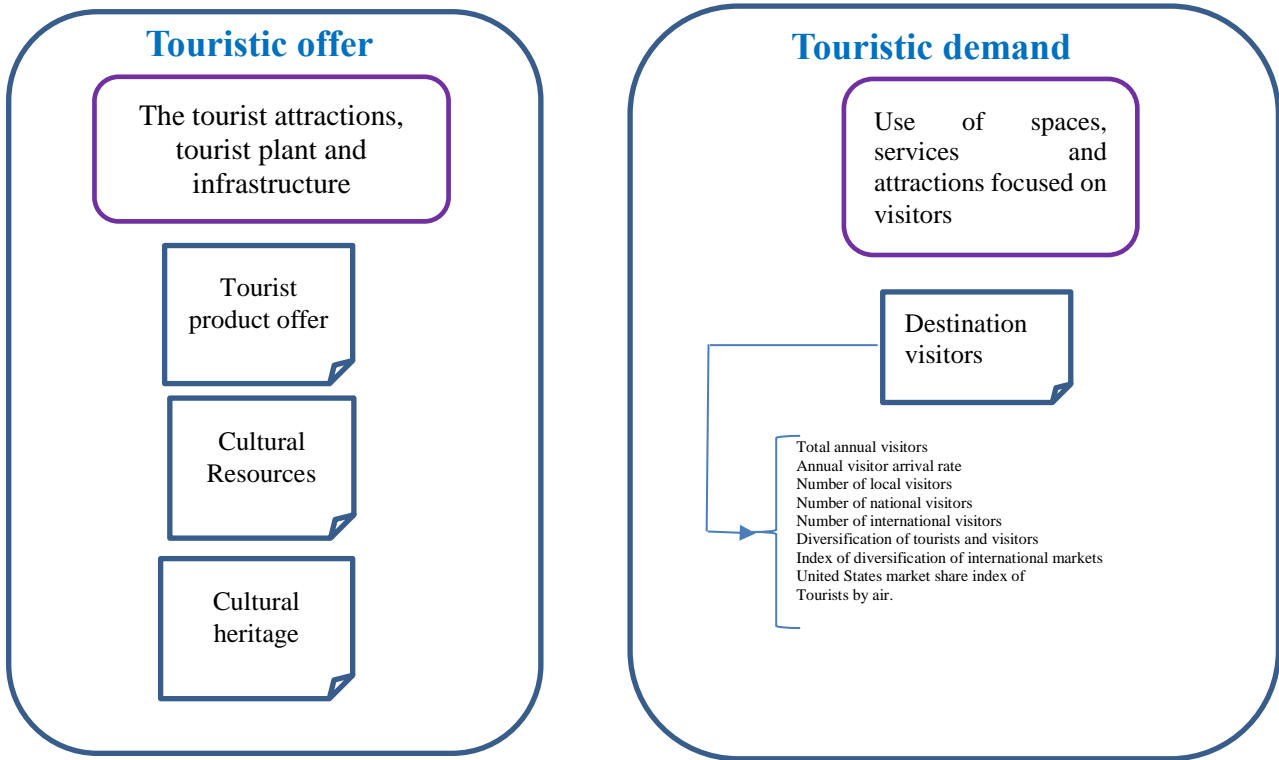 Touristic offer
The tourist attractions,
tourist plant and
infrastructure
Tourist
product offer
Cultural
Resources
Cultural
heritage
Touristic demand
Use of spaces,
services and
attractions focused on
visitors
Destination
visitors
Total annual visitors
Annual visitor arrival rate
Number of local visitors
Number of national visitors
Number of international visitors
Diversification of tourists and visitors
Index of diversification of international markets
United States market share index of
Tourists by air.